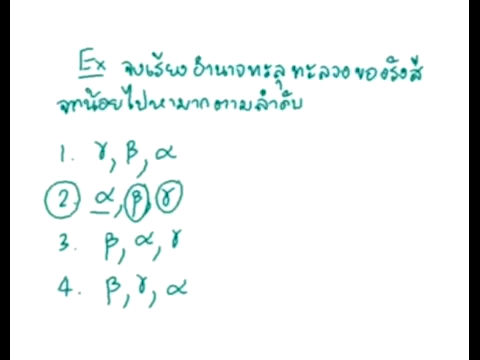 Ex จงเรียงอำนาจทะลุทะลวงของรังสี
จากน้อยไปหามากตามลำดับ
1. γ, β, α
2. α, β, γ
3. β, α, γ
4. β, γ, α